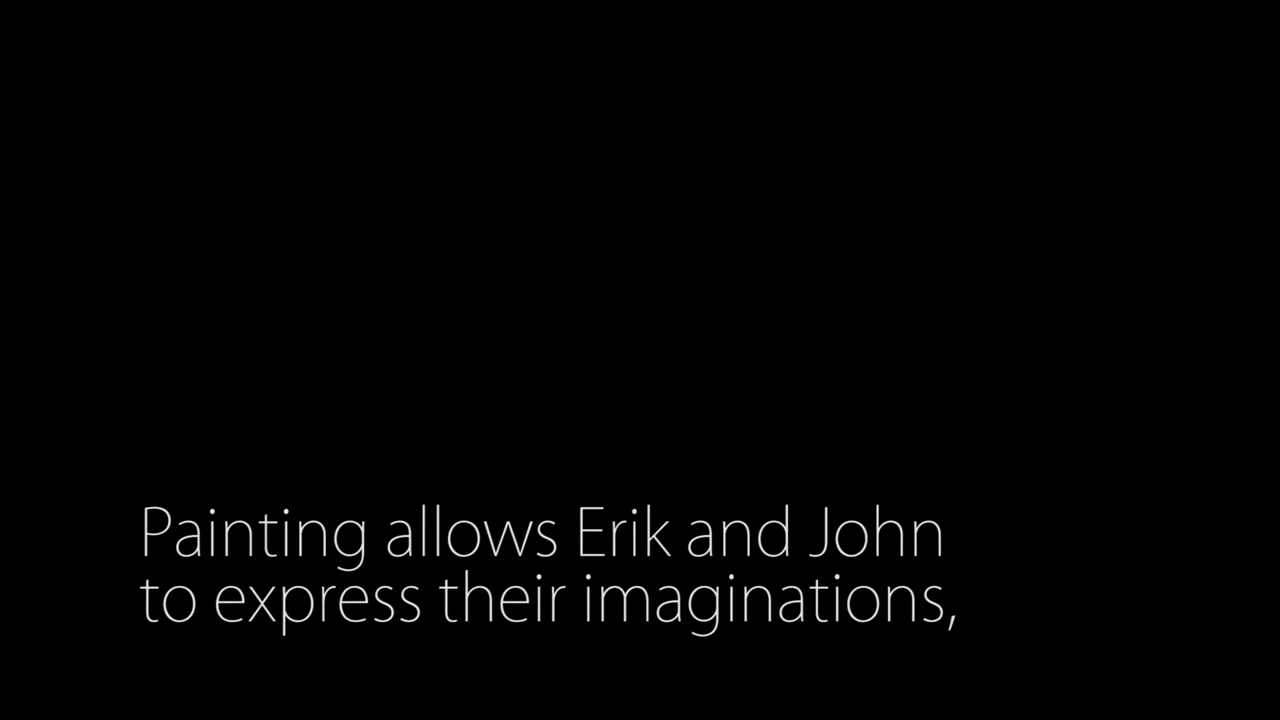 Painting allows Erik and John
to express their imaginations,